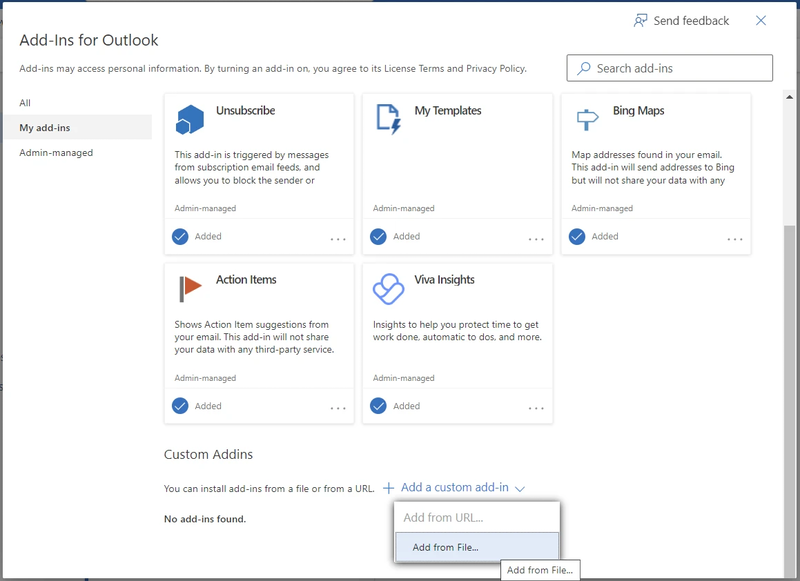 Send feedback
Add-Ins for Outlook
Add-ins may access personal information. By turning an add-in on, you agree to its License Terms and Privacy Policy.
Search add-ins
All
My add-ins
Admin-managed
Unsubscribe
This add-in is triggered by messages
from subscription email feeds, and
allows you to block the sender or
Admin-managed
Added
...
My Templates
Admin-managed
Added
...
Bing Maps
Map addresses found in your email.
This add-in will send addresses to Bing
but will not share your data with any
Admin-managed
Added
...
Action Items
Shows Action Item suggestions from
your email. This add-in will not share
your data with any third-party service.
Admin-managed
Added
...
Viva Insights
Insights to help you protect time to get
work done, automatic to dos, and more.
Admin-managed
Added
...
Custom Addins
You can install add-ins from a file or from a URL.
+ Add a custom add-in
No add-ins found.
Add from URL...
Add from File...
Add from File...